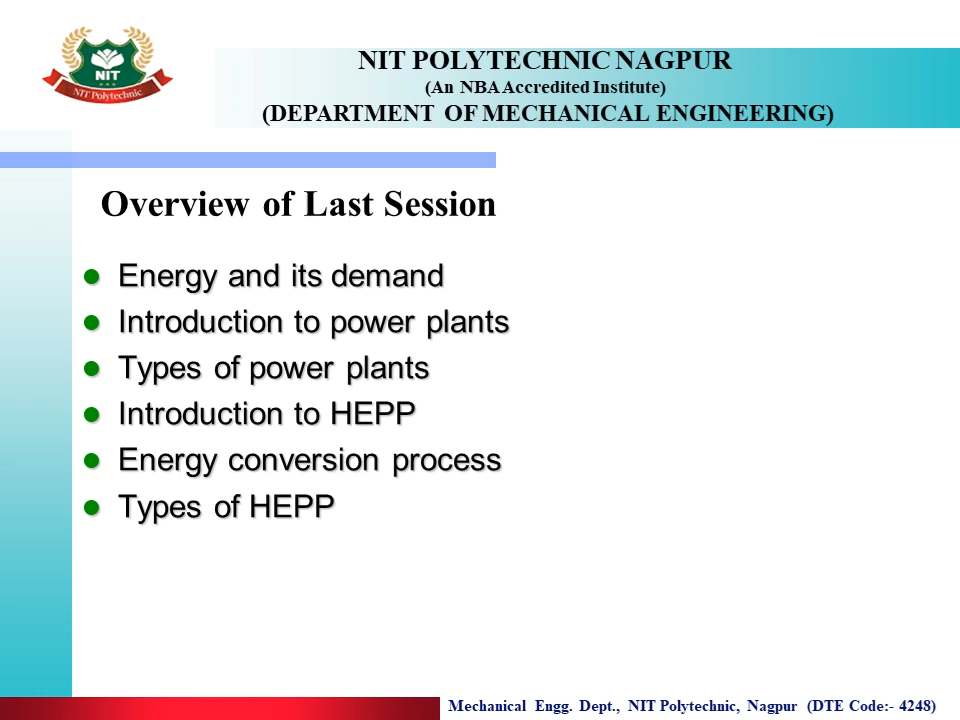 NIT
NIT Polytechnic
NIT POLYTECHNIC NAGPUR
(An NBA Accredited Institute)
(DEPARTMENT OF MECHANICAL ENGINEERING)
Overview of Last Session
Energy and its demand
Introduction to power plants
Types of power plants
Introduction to HEPP
Energy conversion process
Types of HEPP
Mechanical Engg. Dept., NIT Polytechnic, Nagpur (DTE Code:- 4248)